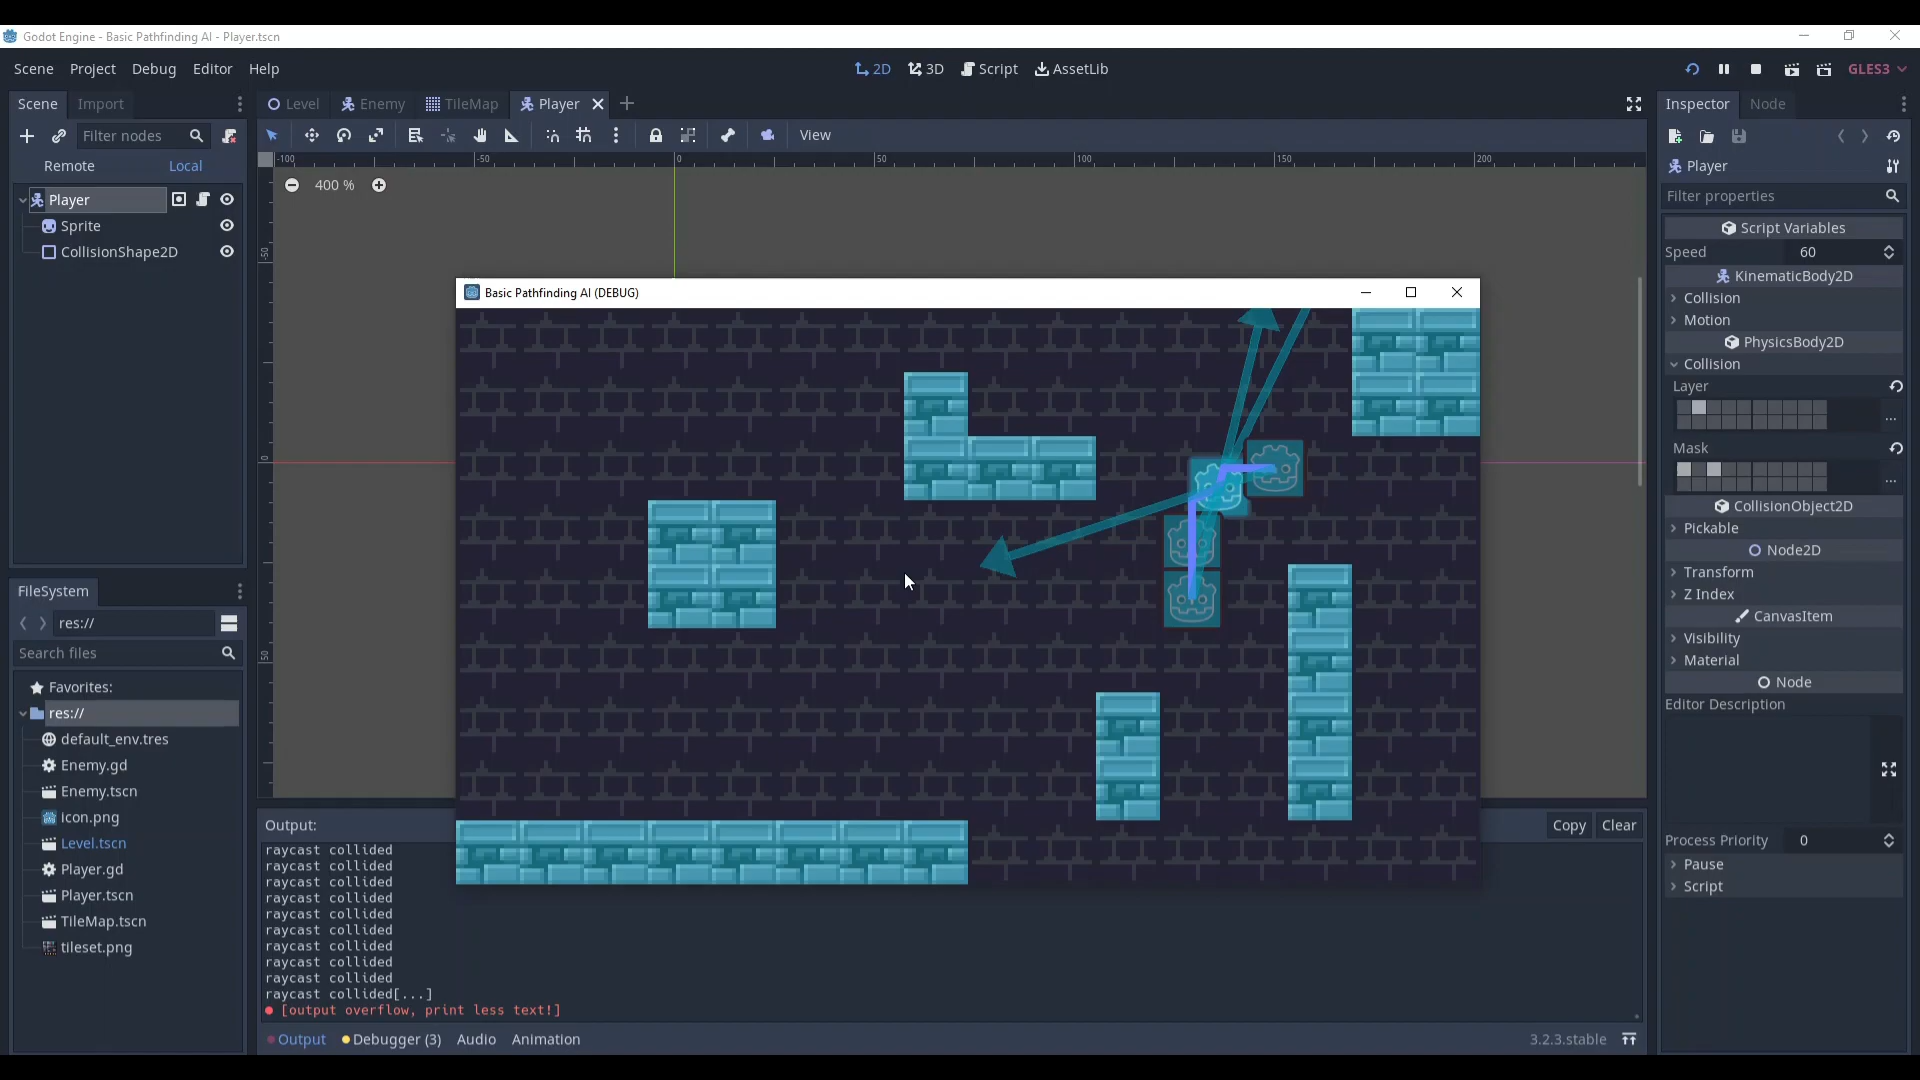 Godot Engine - Basic Pathfinding AI - Player.tscn
Scene Project Debug Editor Help
2D 3D Script AssetLib
GLES3
Scene Import
Level Enemy TileMap Player
Inspector Node
Filter nodes
View
Remote Local
Player
Sprite
CollisionShape2D
-100 -50 0 50 100 150 200
400 %
-50
0
50
Basic Pathfinding AI (DEBUG)
Player
Filter properties
Script Variables
Speed 60
KinematicBody2D
Collision
Motion
PhysicsBody2D
Collision
Layer
...
Mask
...
CollisionObject2D
Pickable
Node2D
Transform
Z Index
CanvasItem
Visibility
Material
Node
Editor Description
Process Priority 0
Pause
Script
FileSystem
res://
Search files
Favorites:
res://
default_env.tres
Enemy.gd
Enemy.tscn
icon.png
Level.tscn
Player.gd
Player.tscn
TileMap.tscn
tileset.png
Output: Copy Clear
raycast collided
raycast collided
raycast collided
raycast collided
raycast collided
raycast collided
raycast collided
raycast collided
raycast collided
raycast collided[...]
[output overflow, print less text!]
Output Debugger (3) Audio Animation 3.2.3.stable